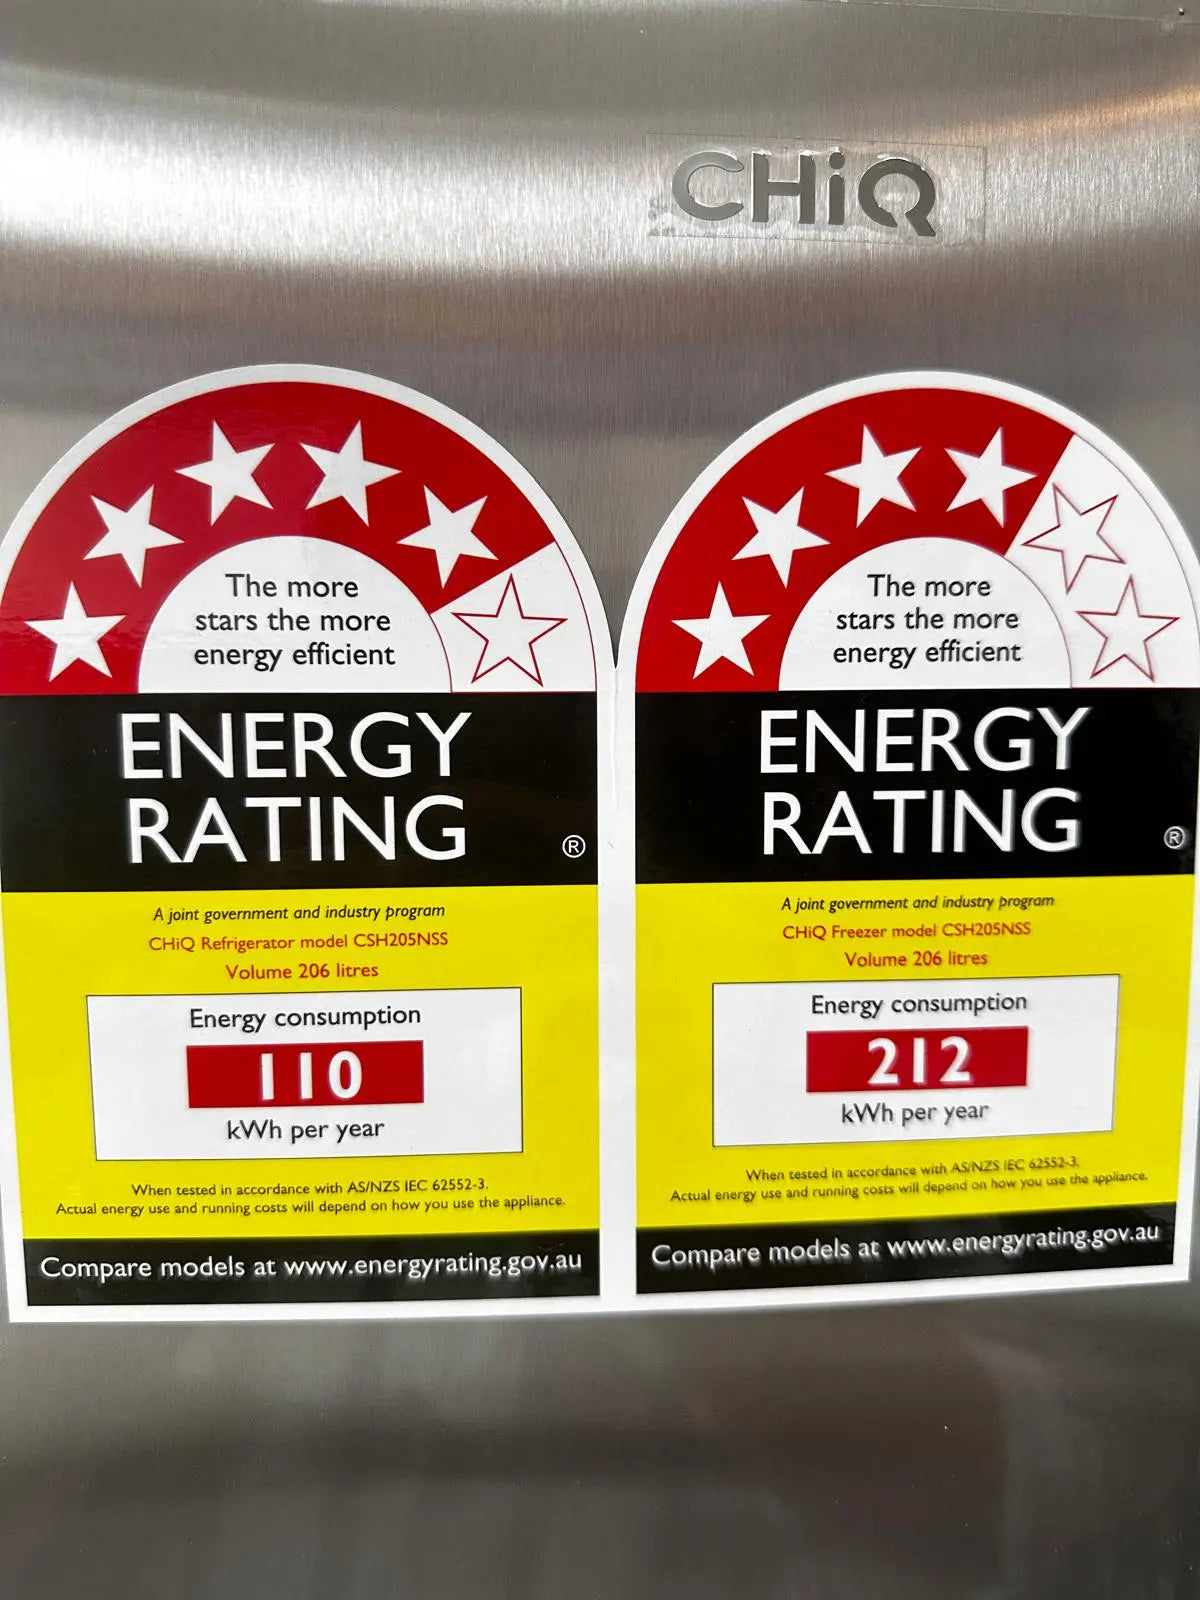 CHiQ
The more
stars the more
energy efficient
ENERGY
RATING ®
A joint government and industry program
CHiQ Refrigerator model CSH205NSS
Volume 206 litres
Energy consumption
110
kWh per year
When tested in accordance with AS/NZS IEC 62552-3.
Actual energy use and running costs will depend on how you use the appliance.
Compare models at www.energyrating.gov.au
The more
stars the more
energy efficient
ENERGY
RATING ®
A joint government and industry program
CHiQ Freezer model CSH205NSS
Volume 206 litres
Energy consumption
212
kWh per year
When tested in accordance with AS/NZS IEC 62552-3.
Actual energy use and running costs will depend on how you use the appliance.
Compare models at www.energyrating.gov.au